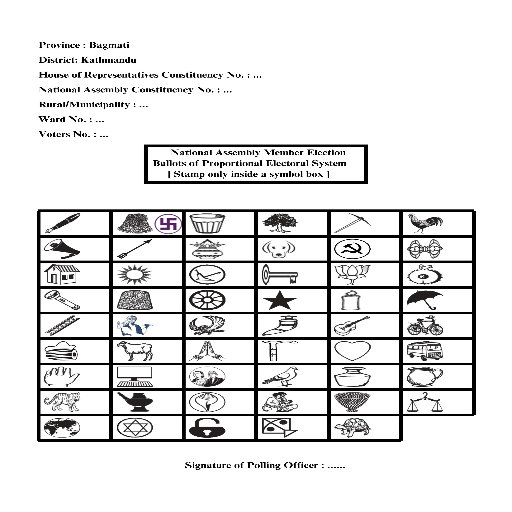 Province : Bagmati
District: Kathmandu
House of Representatives Constituency No. : ...
National Assembly Constituency No. : ...
Rural/Municipality : ...
Ward No. : ...
Voters No. : ...
National Assembly Member Election
Ballots of Proportional Electoral System
[ Stamp only inside a symbol box ]
Signature of Polling Officer : ......